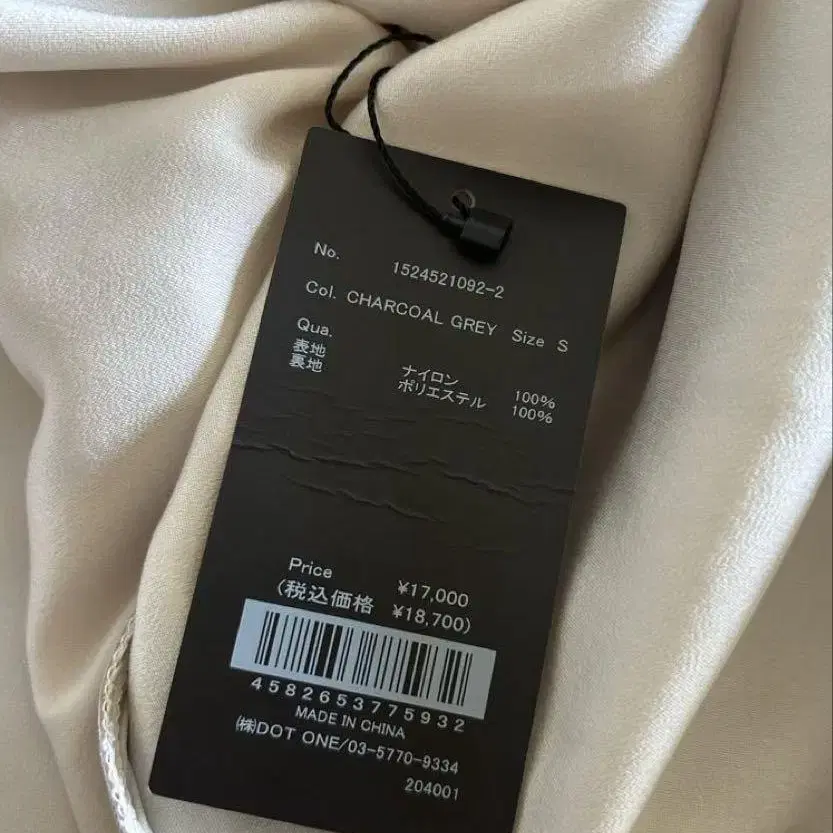 No. 1524521092-2
Col. CHARCOAL GREY Size S
Qua.
表地 ナイロン 100%
裏地 ポリエステル 100%
Price ¥17,000
(税込価格 ¥18,700)
4582653775932
MADE IN CHINA
㈱DOT ONE/03-5770-9334
204001